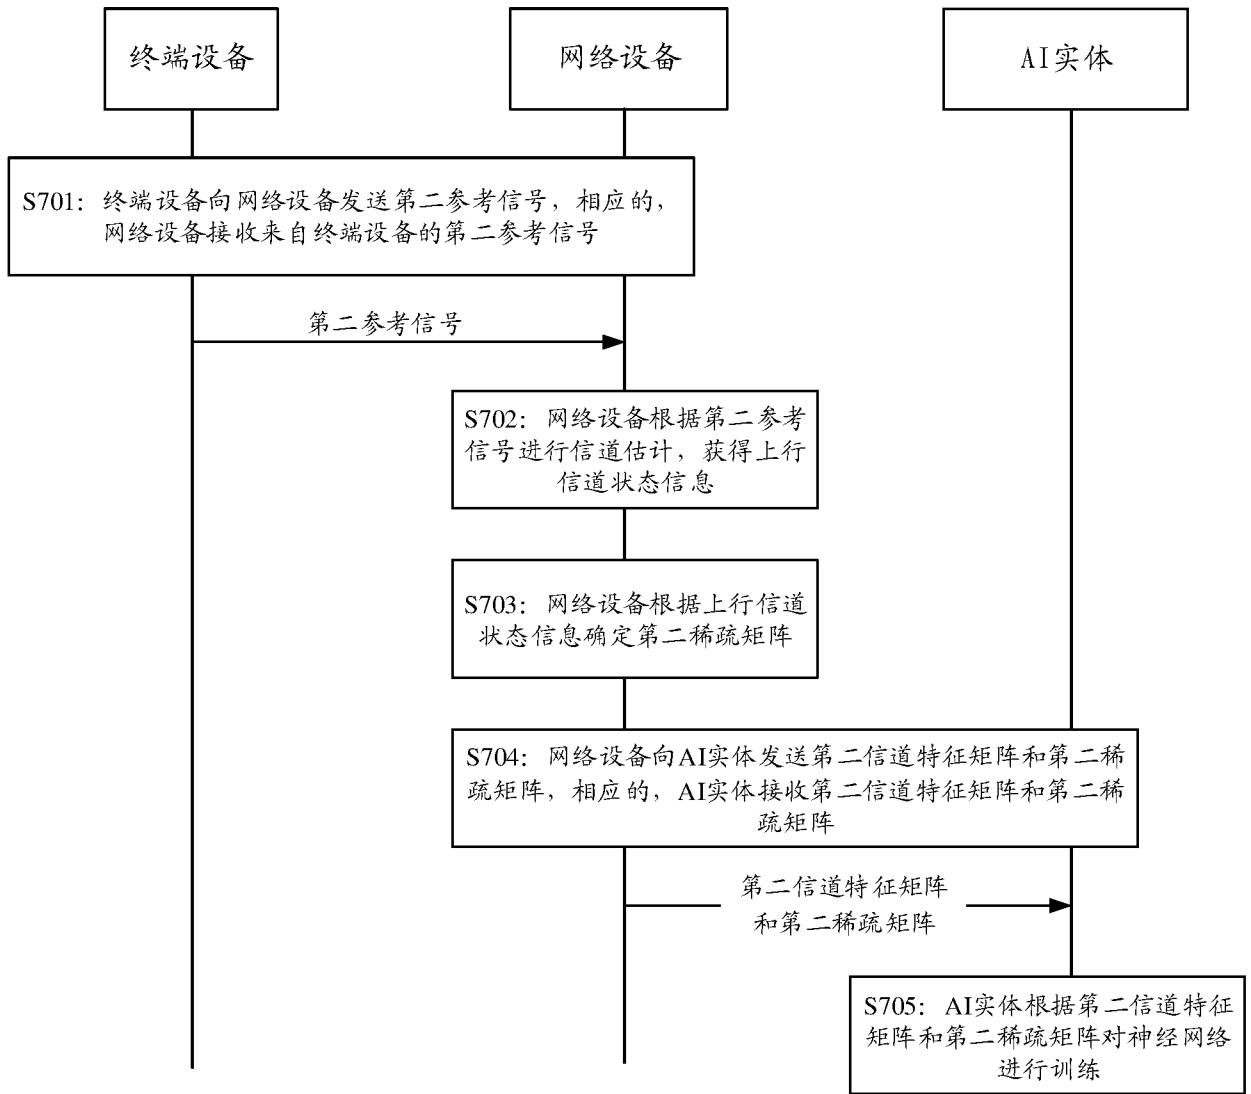 终端设备
网络设备
AI实体
S701：终端设备向网络设备发送第二参考信号，相应的，
网络设备接收来自终端设备的第二参考信号
第二参考信号
S702：网络设备根据第二参考
信号进行信道估计，获得上行
信道状态信息
S703：网络设备根据上行信道
状态信息确定第二稀疏矩阵
S704：网络设备向AI实体发送第二信道特征矩阵和第二稀
疏矩阵，相应的，AI实体接收第二信道特征矩阵和第二稀
疏矩阵
第二信道特征矩阵
和第二稀疏矩阵
S705：AI实体根据第二信道特征
矩阵和第二稀疏矩阵对神经网络
进行训练